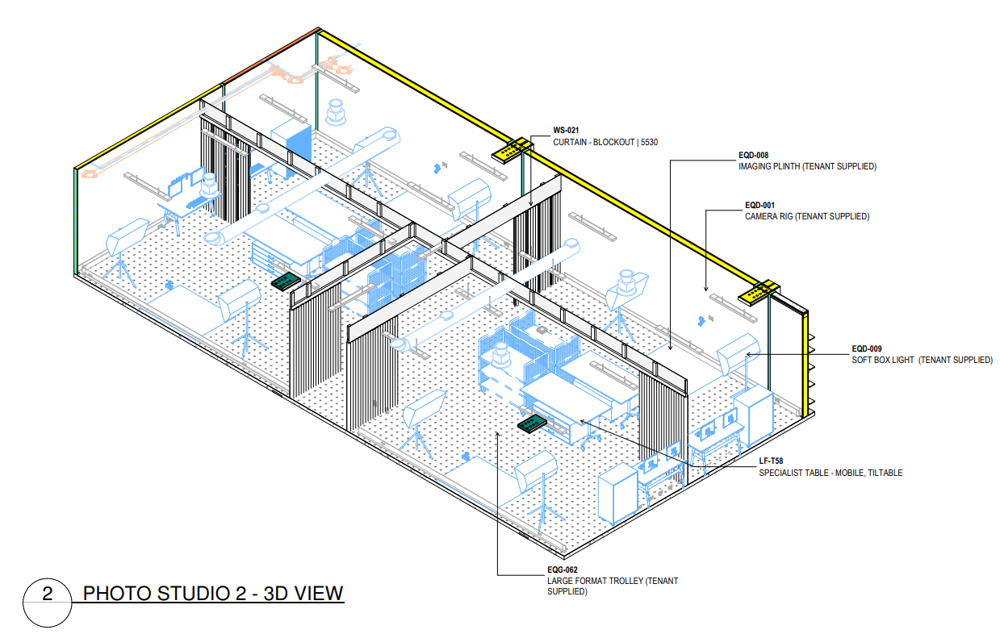 WS-021
CURTAIN - BLOCKOUT | 5530
EQD-008
IMAGING PLINTH (TENANT SUPPLIED)
EQD-001
CAMERA RIG (TENANT SUPPLIED)
EQD-009
SOFT BOX LIGHT (TENANT SUPPLIED)
LF-T58
SPECIALIST TABLE - MOBILE, TILTABLE
EQG-062
LARGE FORMAT TROLLEY (TENANT
SUPPLIED)
2 PHOTO STUDIO 2 - 3D VIEW